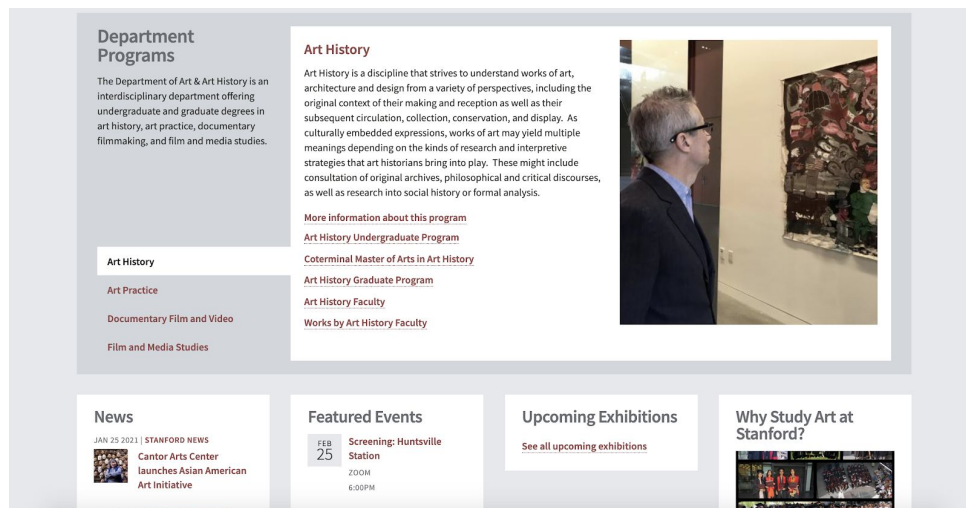 Department
Programs
The Department of Art & Art History is an
interdisciplinary department offering
undergraduate and graduate degrees in
art history, art practice, documentary
filmmaking, and film and media studies.
Art History
Art Practice
Documentary Film and Video
Film and Media Studies
Art History
Art History is a discipline that strives to understand works of art,
architecture and design from a variety of perspectives, including the
original context of their making and reception as well as their
subsequent circulation, collection, conservation, and display. As
culturally embedded expressions, works of art may yield multiple
meanings depending on the kinds of research and interpretive
strategies that art historians bring into play. These might include
consultation of original archives, philosophical and critical discourses,
as well as research into social history or formal analysis.
More information about this program
Art History Undergraduate Program
Coterminal Master of Arts in Art History
Art History Graduate Program
Art History Faculty
Works by Art History Faculty
News
JAN 25 2021 | STANFORD NEWS
Cantor Arts Center
launches Asian American
Art Initiative
Featured Events
FEB
25
Screening: Huntsville
Station
ZOOM
6:00PM
Upcoming Exhibitions
See all upcoming exhibitions
Why Study Art at
Stanford?